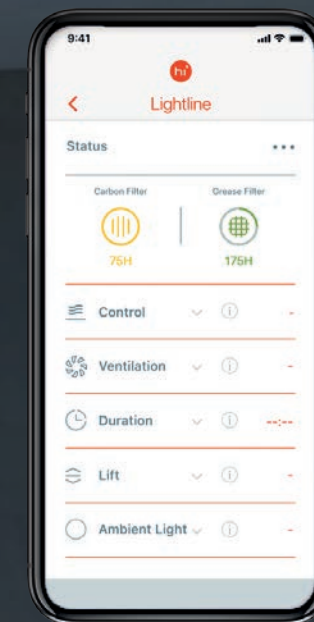 9:41
hi
Lightline
Status
Carbon Filter Grease Filter
75H 175H
Control -
Ventilation -
Duration --:--
Lift -
Ambient Light -